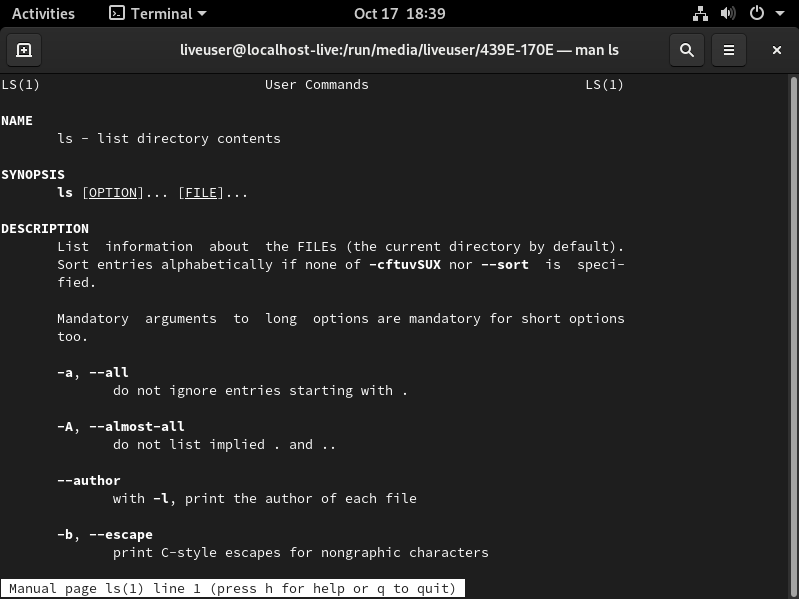 Activities Terminal Oct 17 18:39
liveuser@localhost-live:/run/media/liveuser/439E-170E — man ls
LS(1) User Commands LS(1)
NAME
ls - list directory contents
SYNOPSIS
ls [OPTION]... [FILE]...
DESCRIPTION
List information about the FILEs (the current directory by default).
Sort entries alphabetically if none of -cftuvSUX nor --sort is speci-
fied.
Mandatory arguments to long options are mandatory for short options
too.
-a, --all
do not ignore entries starting with .
-A, --almost-all
do not list implied . and ..
--author
with -l, print the author of each file
-b, --escape
print C-style escapes for nongraphic characters
Manual page ls(1) line 1 (press h for help or q to quit)